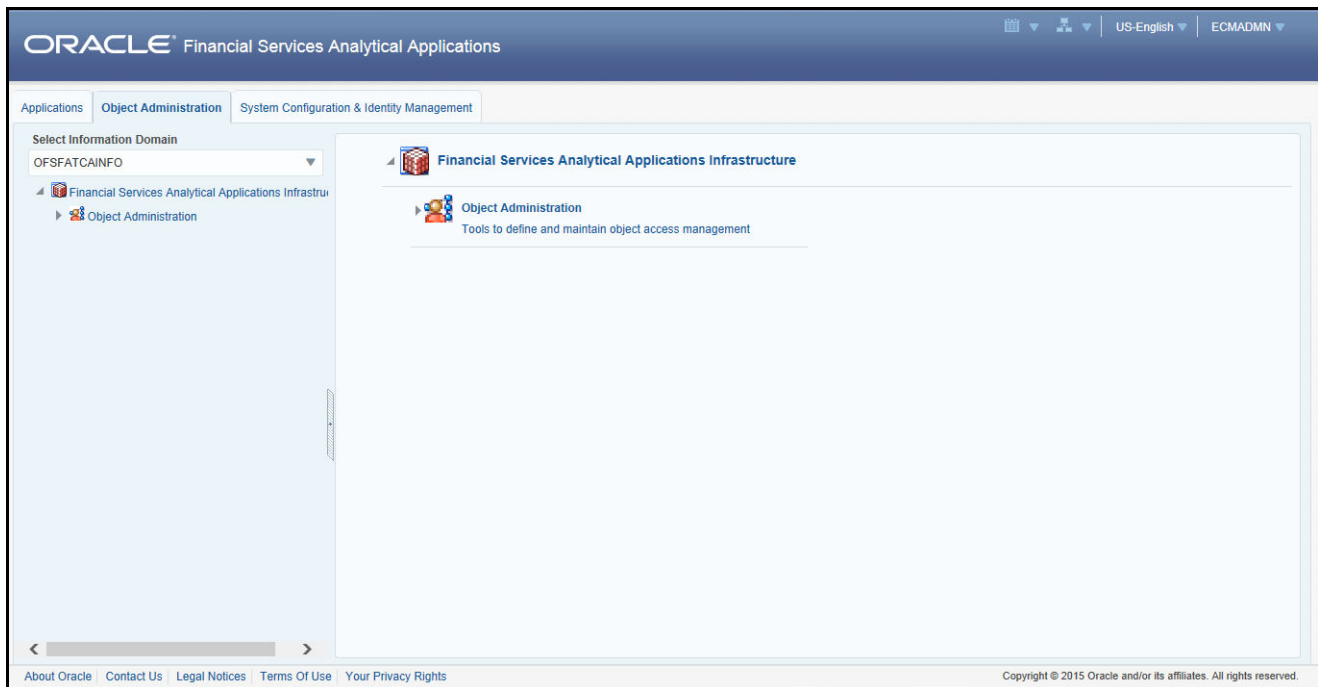 ORACLE® Financial Services Analytical Applications
US-English
ECMADMN
Applications
Object Administration
System Configuration & Identity Management
Select Information Domain
OFSFATCAINFO
Financial Services Analytical Applications Infrastru
Object Administration
Financial Services Analytical Applications Infrastructure
Object Administration
Tools to define and maintain object access management
About Oracle Contact Us Legal Notices Terms Of Use Your Privacy Rights
Copyright © 2015 Oracle and/or its affiliates. All rights reserved.